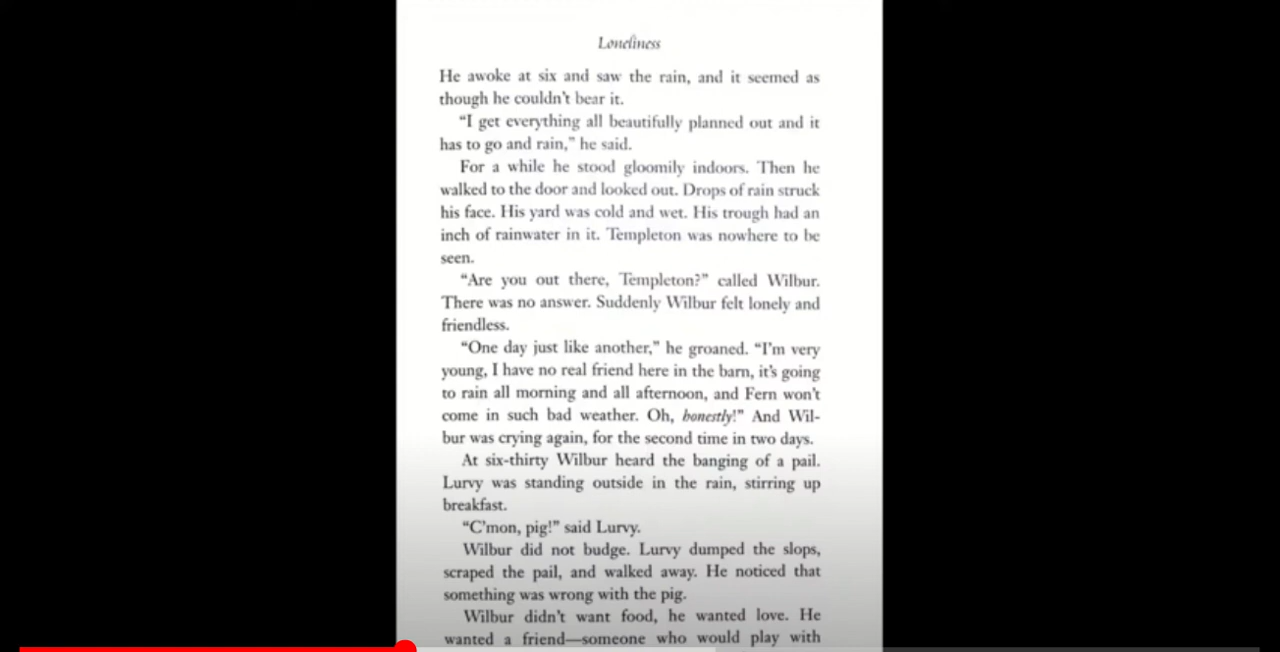 Loneliness
He awoke at six and saw the rain, and it seemed as
though he couldn't bear it.
"I get everything all beautifully planned out and it
has to go and rain," he said.
For a while he stood gloomily indoors. Then he
walked to the door and looked out. Drops of rain struck
his face. His yard was cold and wet. His trough had an
inch of rainwater in it. Templeton was nowhere to be
seen.
"Are you out there, Templeton?" called Wilbur.
There was no answer. Suddenly Wilbur felt lonely and
friendless.
"One day just like another," he groaned. "I'm very
young, I have no real friend here in the barn, it's going
to rain all morning and all afternoon, and Fern won't
come in such bad weather. Oh, honestly!" And Wil-
bur was crying again, for the second time in two days.
At six-thirty Wilbur heard the banging of a pail.
Lurvy was standing outside in the rain, stirring up
breakfast.
"C'mon, pig!" said Lurvy.
Wilbur did not budge. Lurvy dumped the slops,
scraped the pail, and walked away. He noticed that
something was wrong with the pig.
Wilbur didn't want food, he wanted love. He
wanted a friend—someone who would play with